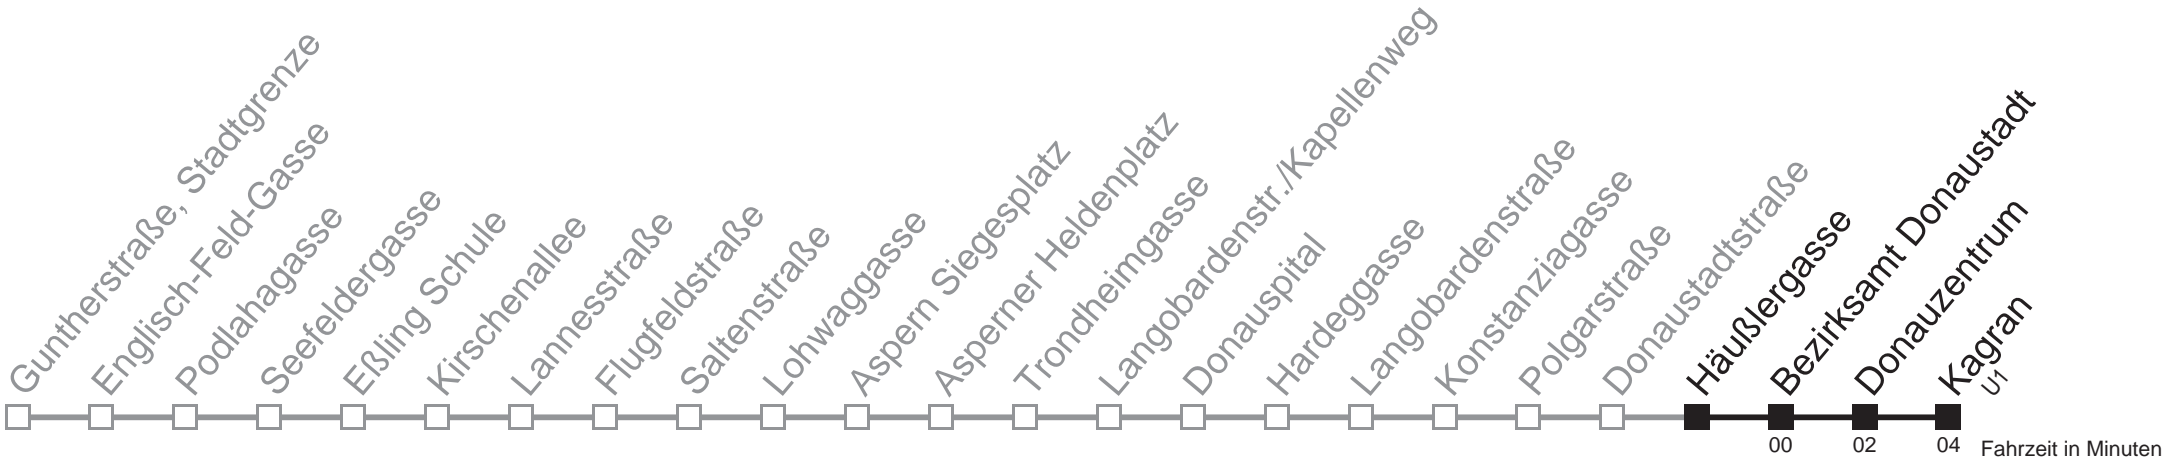 Guntherstraße, Stadtgrenze
Englisch-Feld-Gasse
Podlahagasse
Seefeldergasse
Eßling Schule
Kirschenallee
Lannesstraße
Flugfeldstraße
Saltenstraße
Lohwaggasse
Aspern Siegesplatz
Asperner Heldenplatz
Trondheimgasse
Langobardenstr./Kapellenweg
Donauspital
Hardeggasse
Langobardenstraße
Konstanziagasse
Polgarstraße
Donaustadtstraße
Häußlergasse
Bezirksamt Donaustadt
Donauzentrum
Kagran
U1
00 02 04 Fahrzeit in Minuten